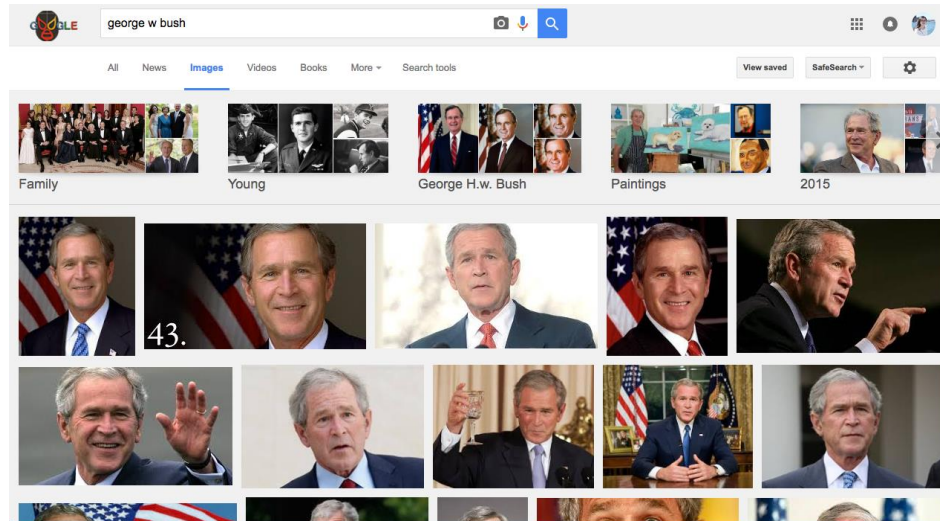 GOOGLE
george w bush
All News Images Videos Books More Search tools
View saved SafeSearch
Family
Young
George H.w. Bush
Paintings
2015
43.